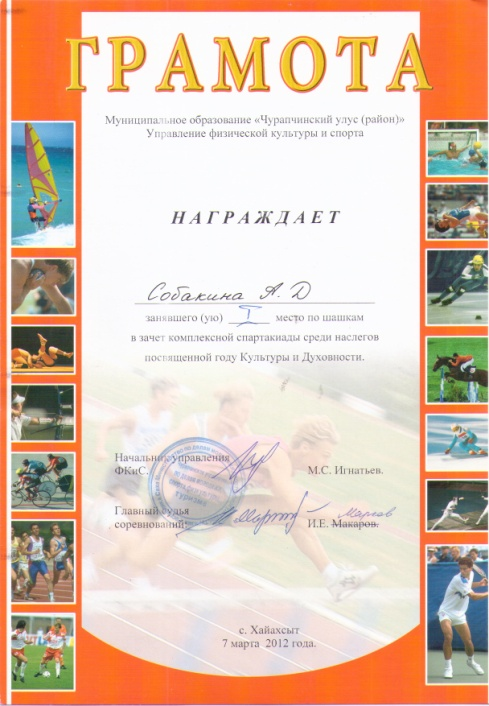 ГРАМОТА
Муниципальное образование «Чурапчинский улус (район)»
Управление физической культуры и спорта
НАГРАЖДАЕТ
Собакина А. Д
занявшего (ую) I место по шашкам
в зачет комплексной спартакиады среди наслегов
посвященной году Культуры и Духовности.
Начальник управления
ФКиС. М.С. Игнатьев.
Главный судья
соревнований: И.Е. Макаров.
с. Хайахсыт
7 марта 2012 года.